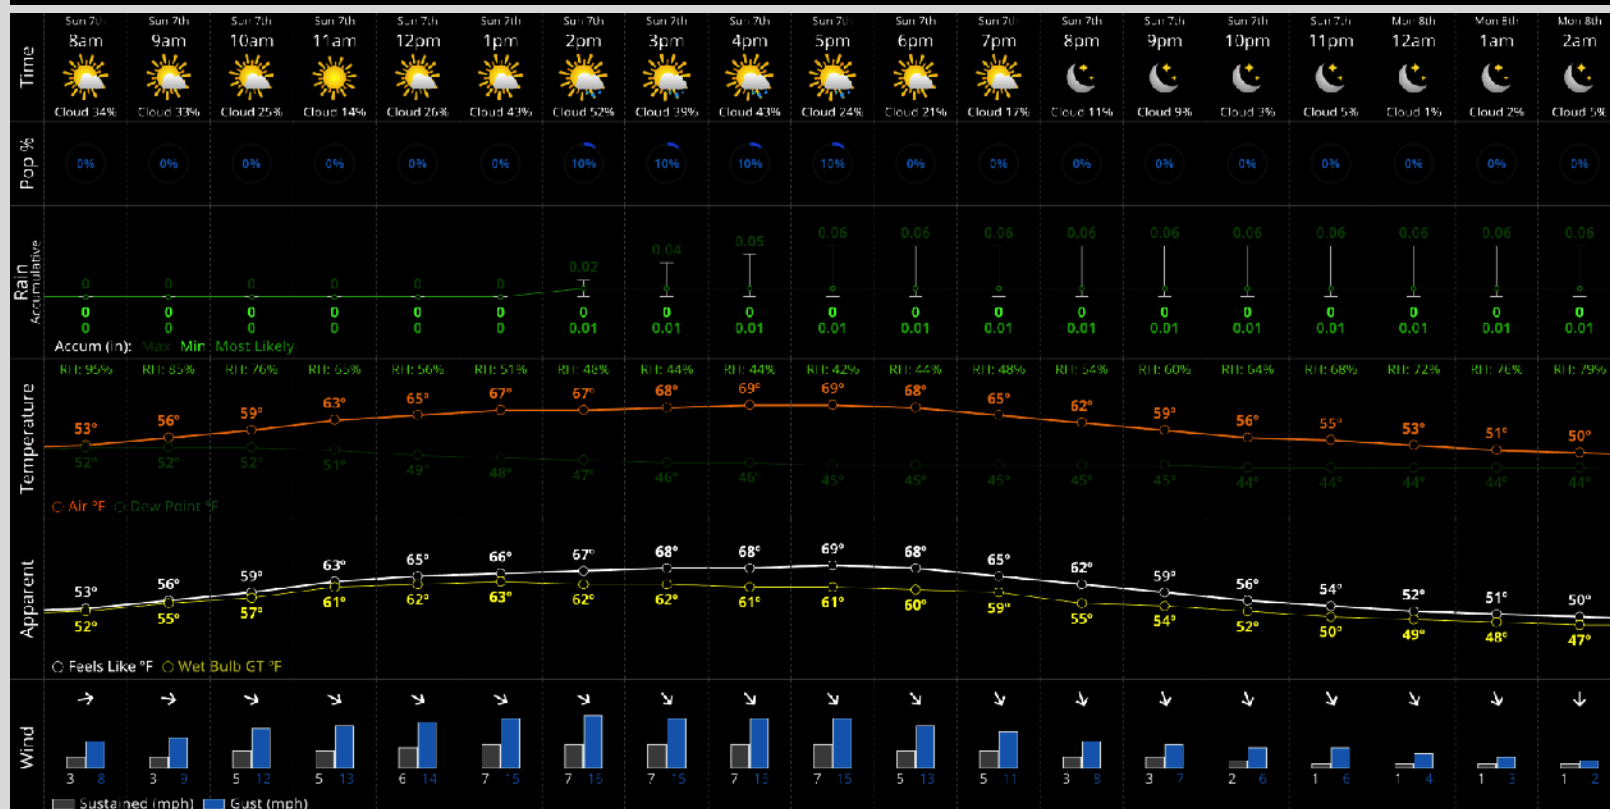 Sun 7th Sun 7th Sun 7th Sun 7th Sun 7th Sun 7th Sun 7th Sun 7th Sun 7th Sun 7th Sun 7th Sun 7th Sun 7th Sun 7th Sun 7th Sun 7th Mon 8th Mon 8th Mon 8th
Time 8am 9am 10am 11am 12pm 1pm 2pm 3pm 4pm 5pm 6pm 7pm 8pm 9pm 10pm 11pm 12am 1am 2am
Cloud 34% Cloud 33% Cloud 25% Cloud 14% Cloud 26% Cloud 43% Cloud 52% Cloud 39% Cloud 43% Cloud 24% Cloud 21% Cloud 17% Cloud 11% Cloud 9% Cloud 3% Cloud 5% Cloud 1% Cloud 2% Cloud 5%
Pop % 0% 0% 0% 0% 0% 0% 10% 10% 10% 10% 0% 0% 0% 0% 0% 0% 0% 0% 0%
Rain
Accumulative
0 0 0 0 0 0 0.02 0.04 0.05 0.06 0.06 0.06 0.06 0.06 0.06 0.06 0.06 0.06 0.06
0 0 0 0 0 0 0 0 0 0 0 0 0 0 0 0 0 0 0
0 0 0 0 0 0 0.01 0.01 0.01 0.01 0.01 0.01 0.01 0.01 0.01 0.01 0.01 0.01 0.01
Accum (in): Max Min Most Likely
RH: 95% RH: 85% RH: 76% RH: 65% RH: 56% RH: 51% RH: 48% RH: 44% RH: 44% RH: 42% RH: 44% RH: 48% RH: 54% RH: 60% RH: 64% RH: 68% RH: 72% RH: 76% RH: 79%
Temperature
53° 56° 59° 63° 65° 67° 67° 68° 69° 69° 68° 65° 62° 59° 56° 55° 53° 51° 50°
52° 52° 52° 51° 49° 48° 47° 46° 46° 45° 45° 45° 45° 45° 44° 44° 44° 44° 44°
Air °F Dew Point °F
Apparent
53° 56° 59° 63° 65° 66° 67° 68° 68° 69° 68° 65° 62° 59° 56° 54° 52° 51° 50°
52° 55° 57° 61° 62° 63° 62° 62° 61° 61° 60° 59° 55° 54° 52° 50° 49° 48° 47°
Feels Like °F Wet Bulb GT °F
Wind
3 8 3 9 5 12 5 13 6 14 7 15 7 16 7 15 7 15 7 15 5 13 5 11 3 8 3 7 2 6 1 6 1 4 1 3 1 2
Sustained (mph) Gust (mph)